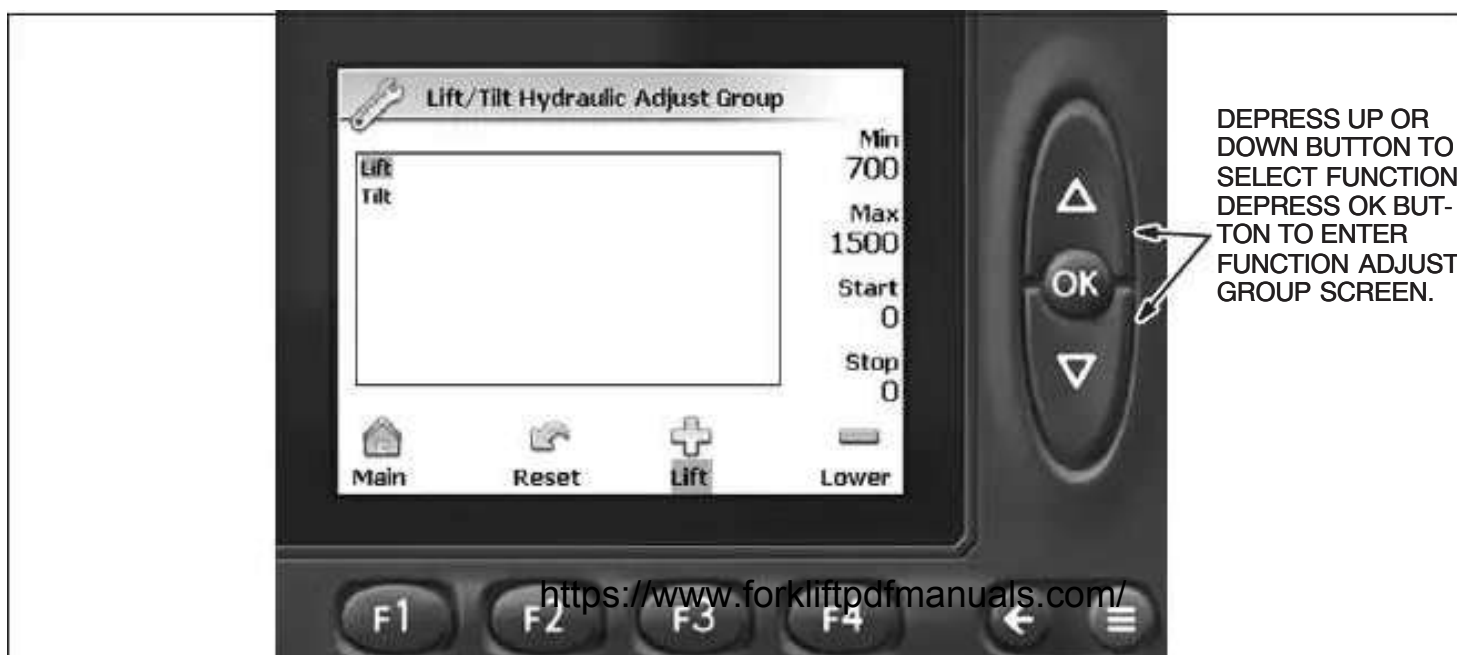 Lift/Tilt Hydraulic Adjust Group
Lift
Tilt
Min
700
Max
1500
Start
0
Stop
0
Main
Reset
Lift
Lower
OK
DEPRESS UP OR
DOWN BUTTON TO
SELECT FUNCTION
DEPRESS OK BUT-
TON TO ENTER
FUNCTION ADJUST
GROUP SCREEN.
F1
F2
F3
F4
https://www.forkliftpdfmanuals.com/